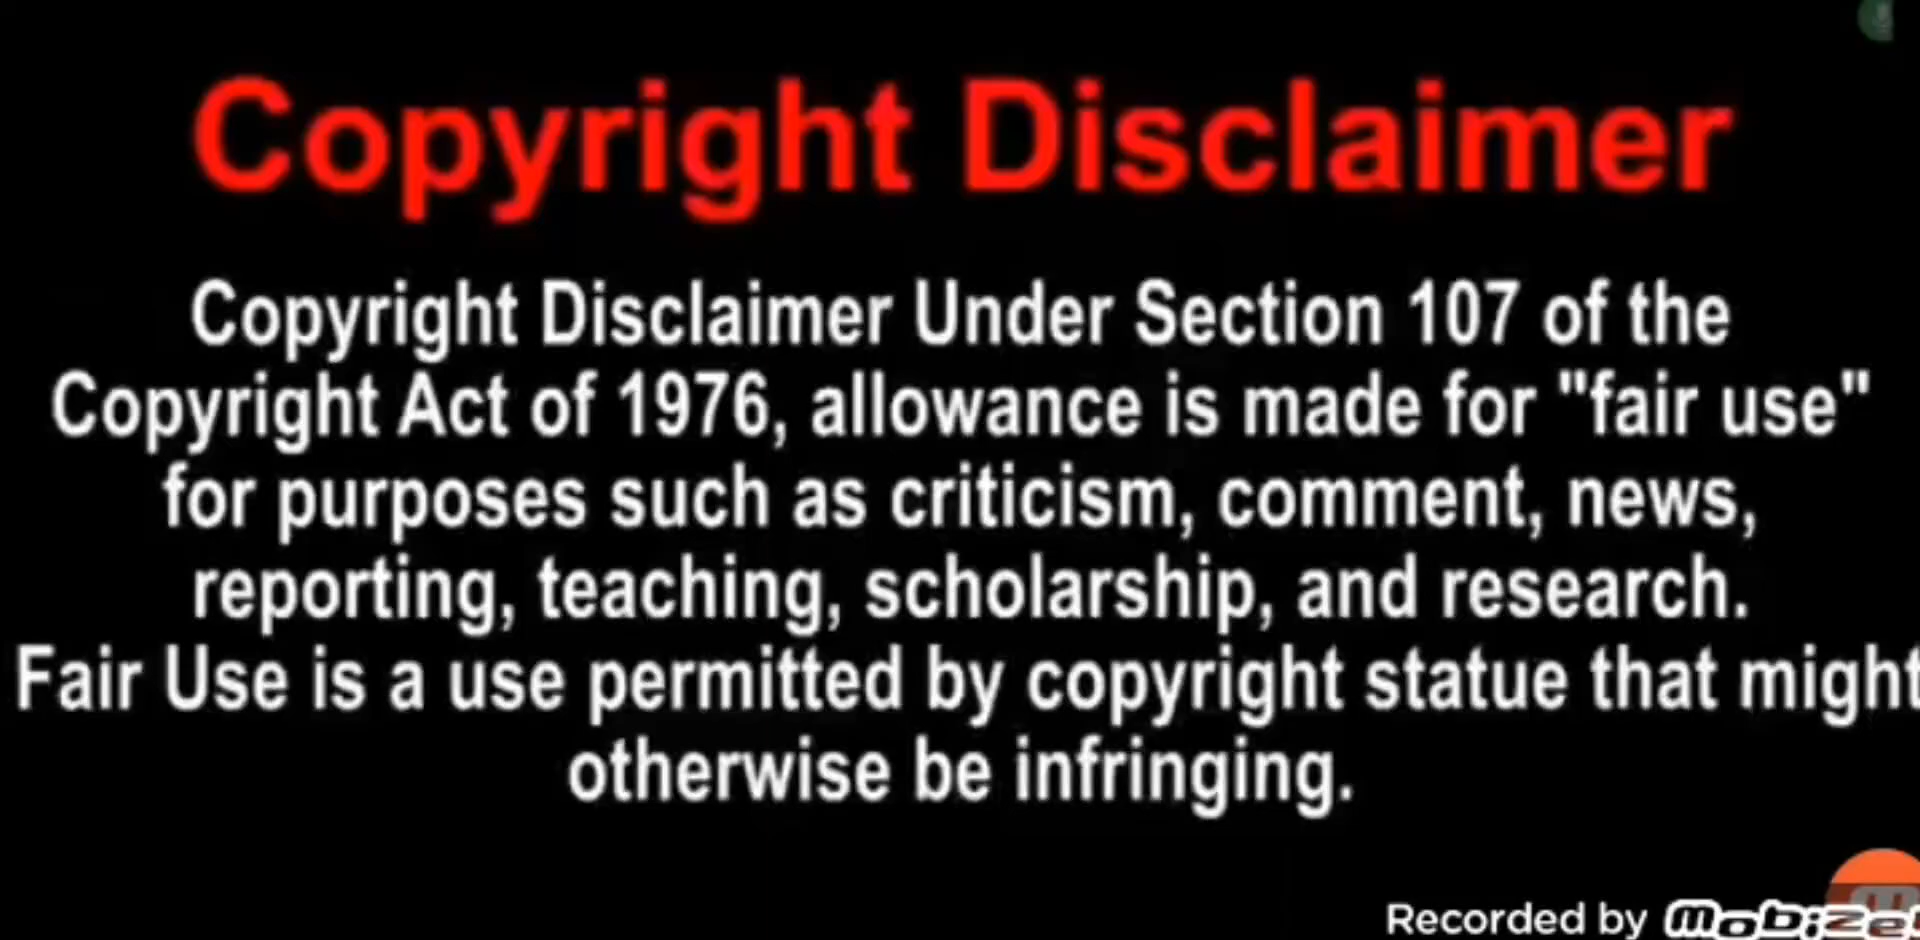 Copyright Disclaimer
Copyright Disclaimer Under Section 107 of the
Copyright Act of 1976, allowance is made for "fair use"
for purposes such as criticism, comment, news,
reporting, teaching, scholarship, and research.
Fair Use is a use permitted by copyright statue that might
otherwise be infringing.
Recorded by